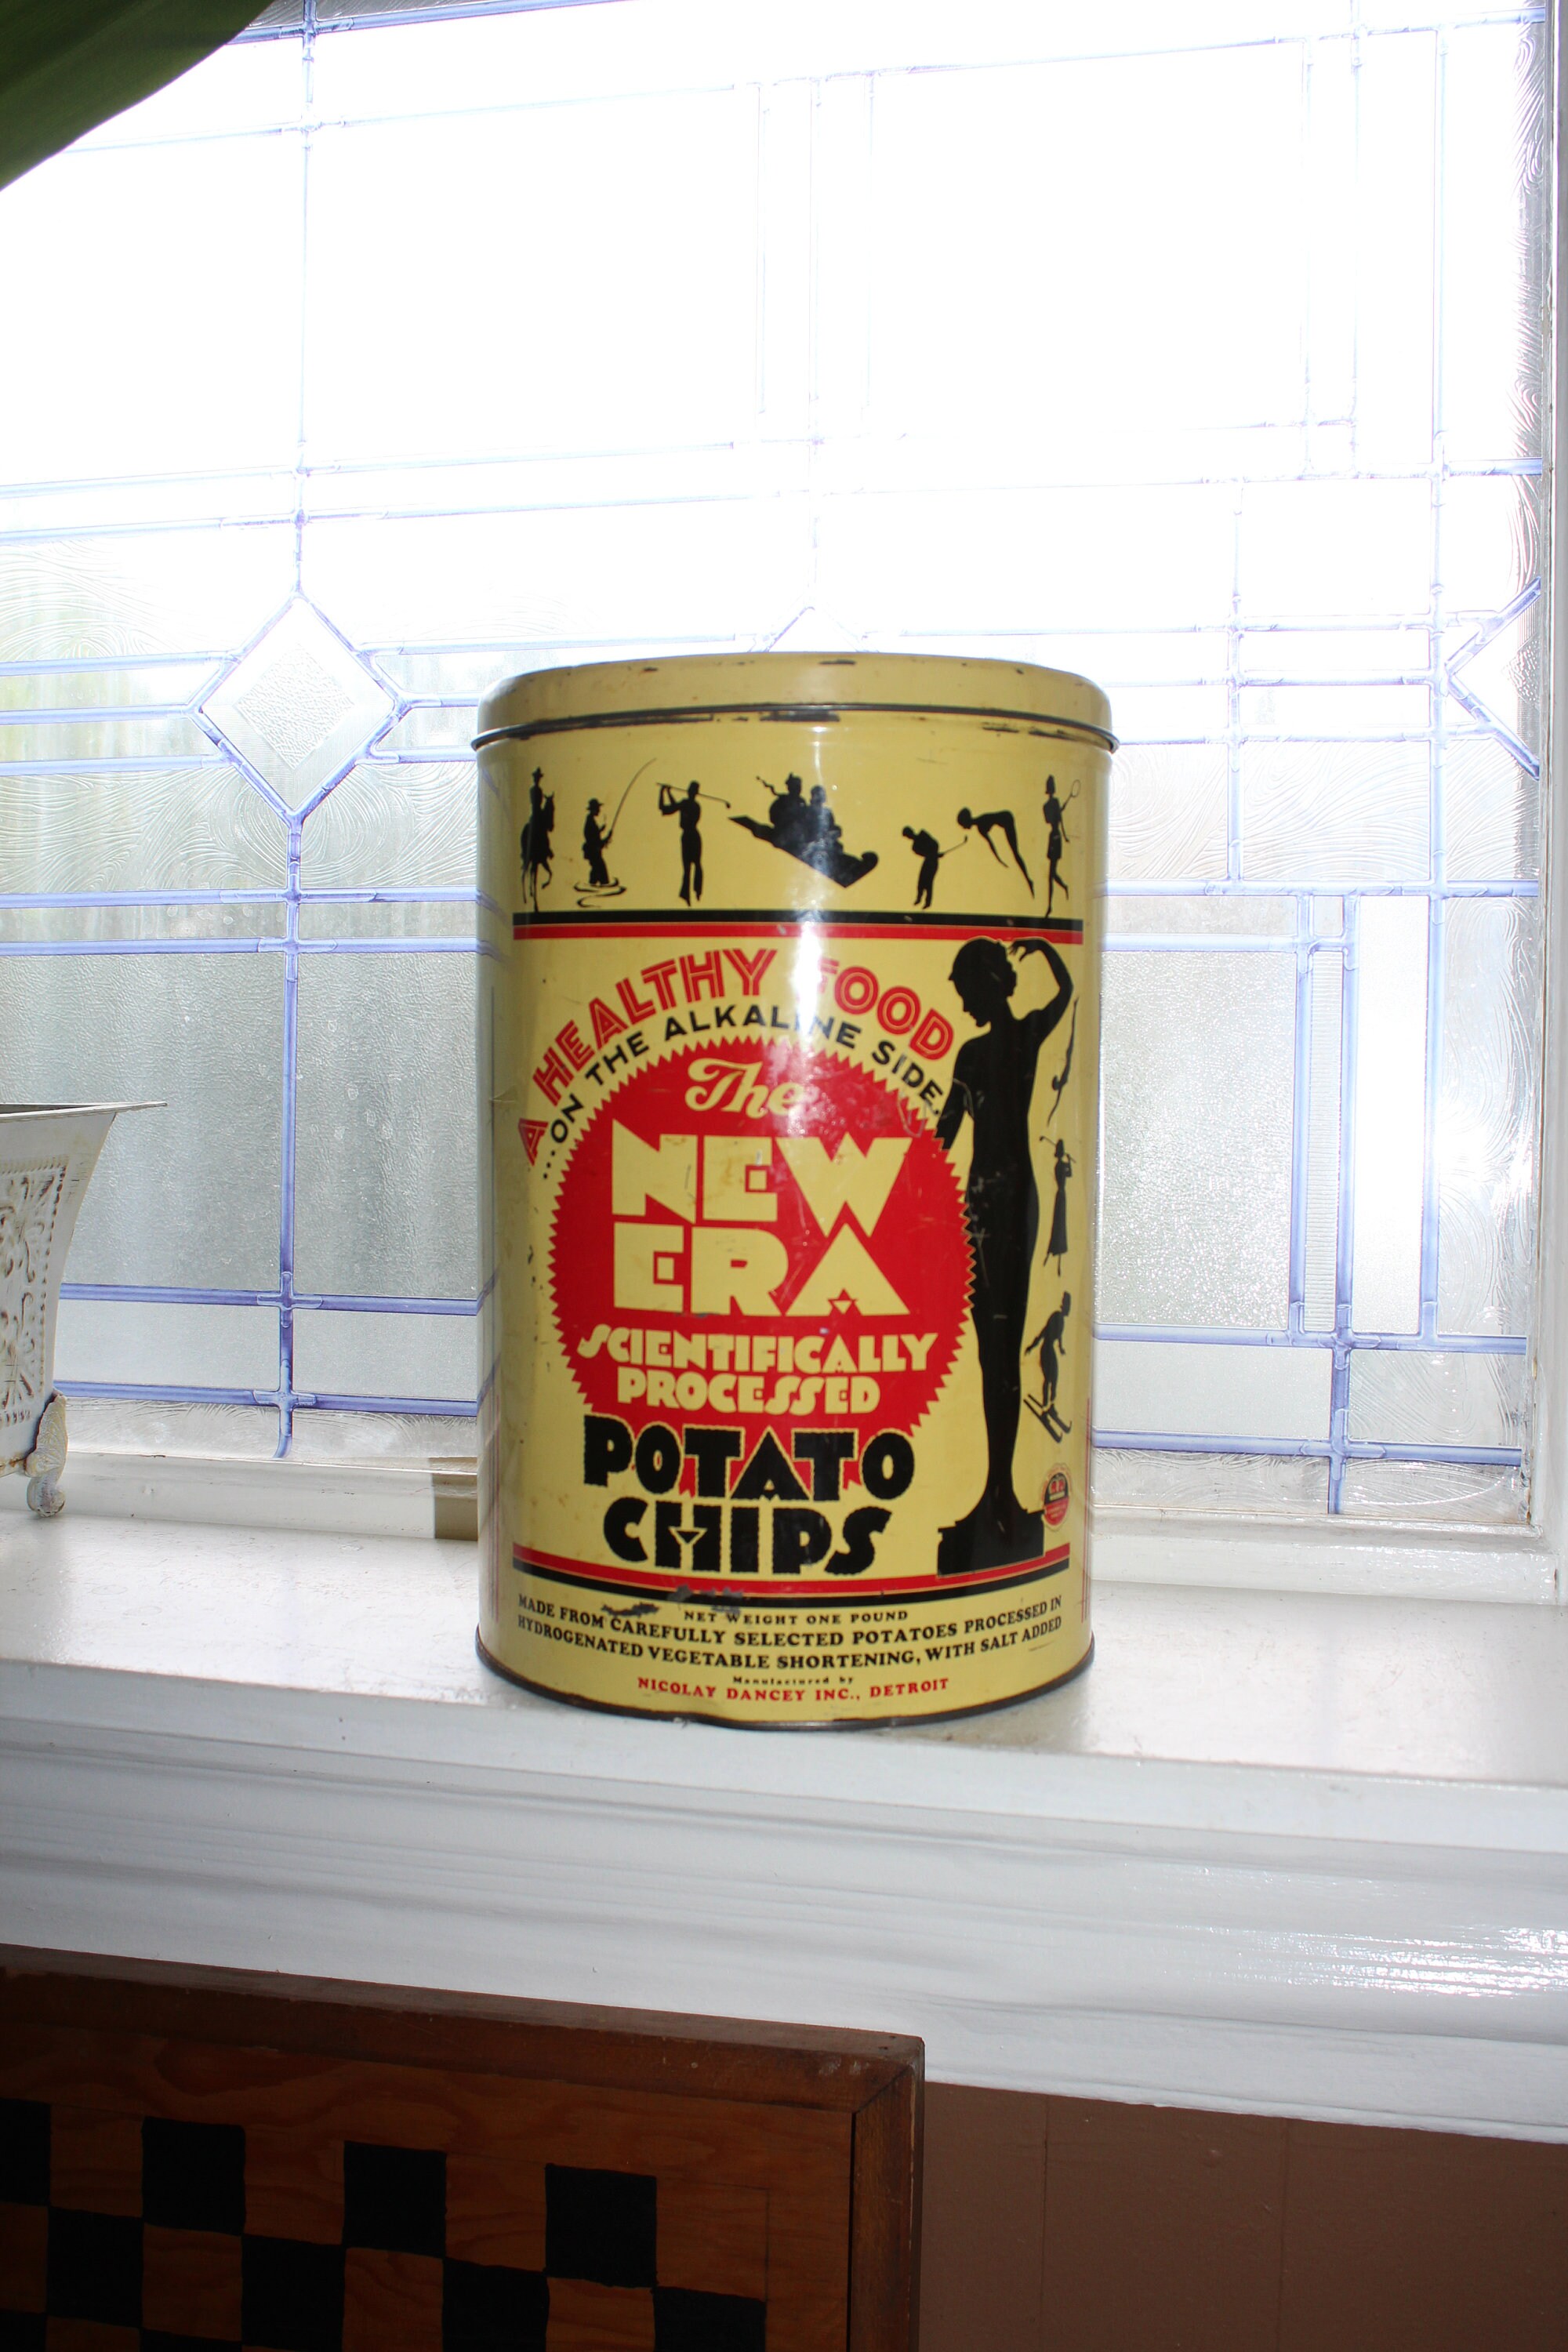 A HEALTHY FOOD
...ON THE ALKALINE SIDE.
The
NEW
ERA
SCIENTIFICALLY
PROCESSED
POTATO
CHIPS
NET WEIGHT ONE POUND
MADE FROM CAREFULLY SELECTED POTATOES PROCESSED IN
HYDROGENATED VEGETABLE SHORTENING, WITH SALT ADDED
Manufactured by
NICOLAY DANCEY INC., DETROIT